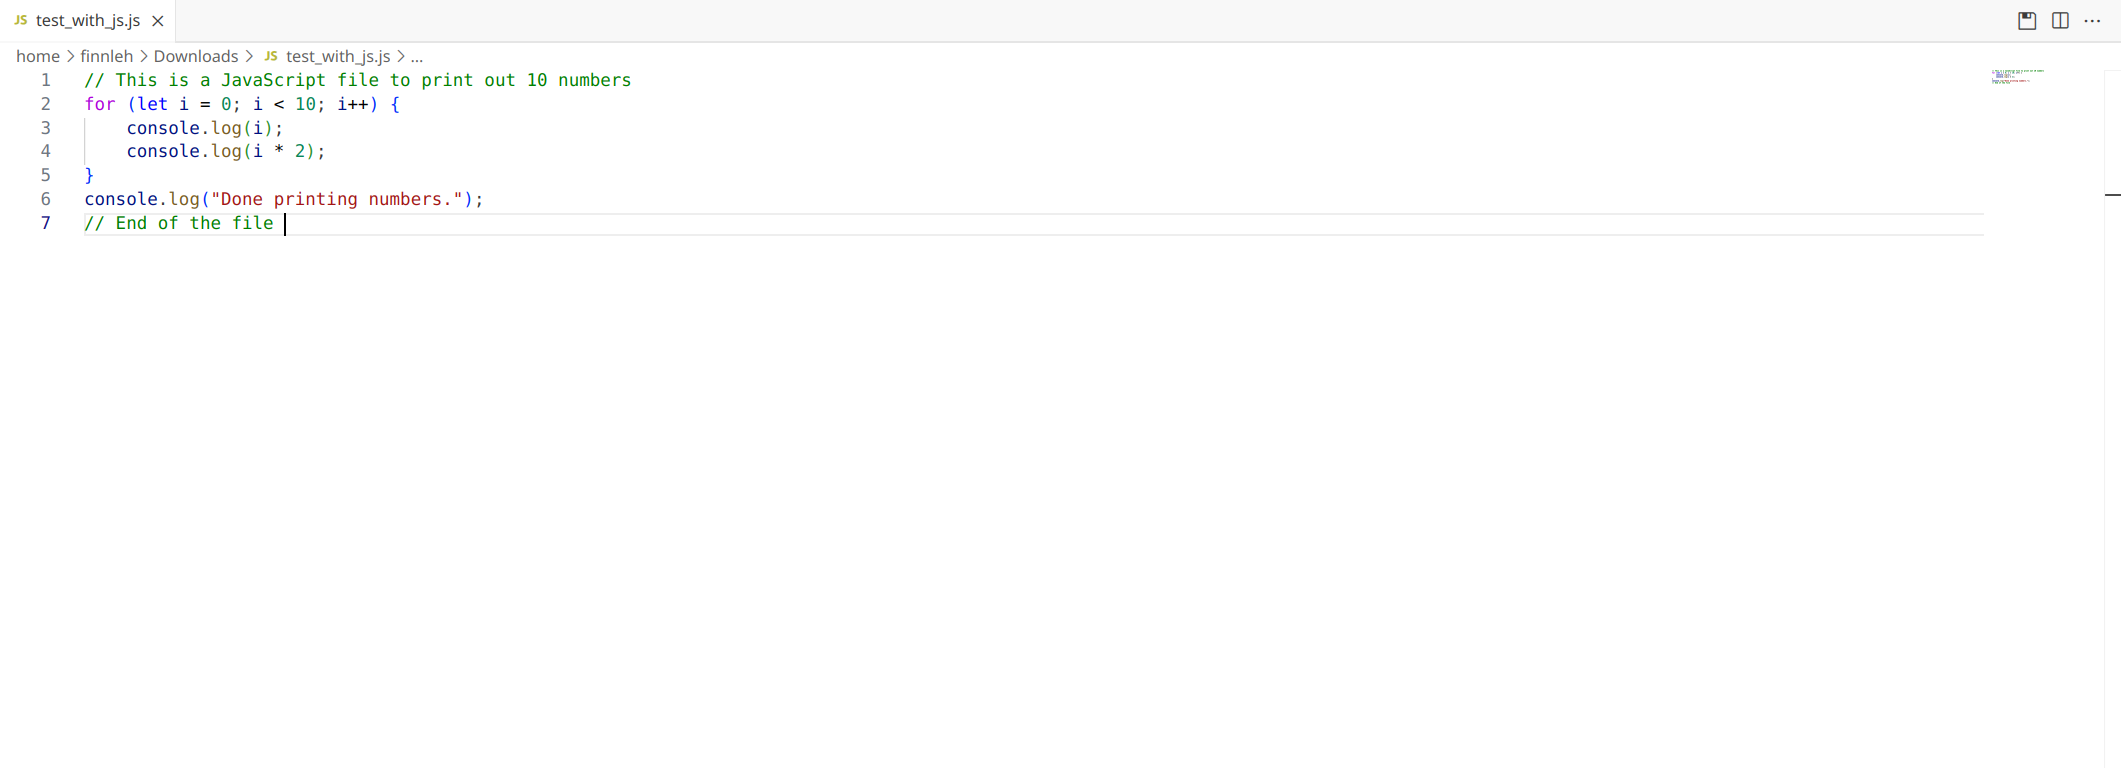 JS test_with_js.js
home > finnleh > Downloads > JS test_with_js.js > ...
1 // This is a JavaScript file to print out 10 numbers
2 for (let i = 0; i < 10; i++) {
3     console.log(i);
4     console.log(i * 2);
5 }
6 console.log("Done printing numbers.");
7 // End of the file